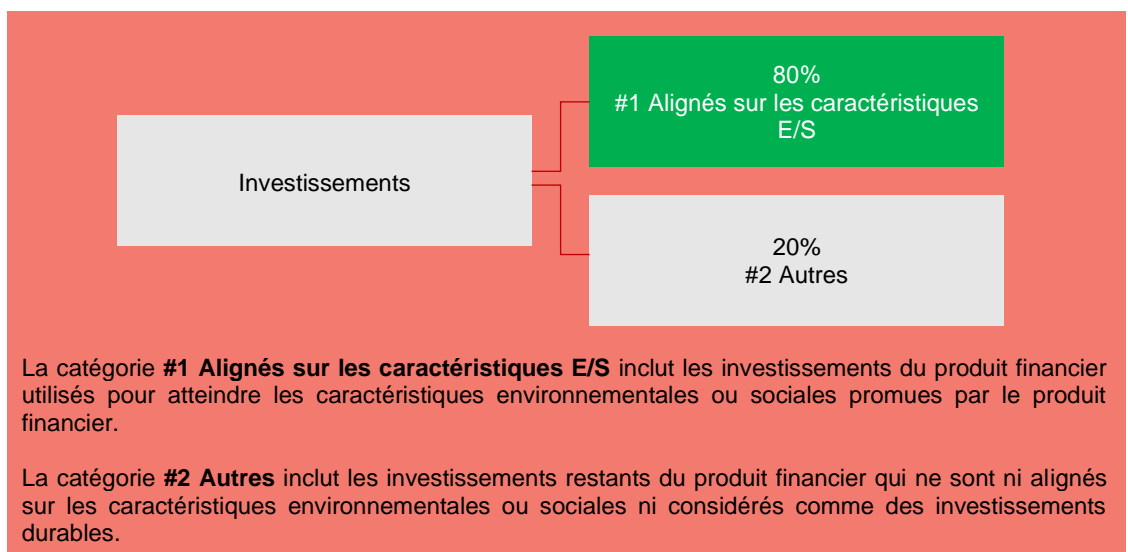 80%
#1 Alignés sur les caractéristiques
E/S
Investissements
20%
#2 Autres
La catégorie #1 Alignés sur les caractéristiques E/S inclut les investissements du produit financier
utilisés pour atteindre les caractéristiques environnementales ou sociales promues par le produit
financier.
La catégorie #2 Autres inclut les investissements restants du produit financier qui ne sont ni alignés
sur les caractéristiques environnementales ou sociales ni considérés comme des investissements
durables.